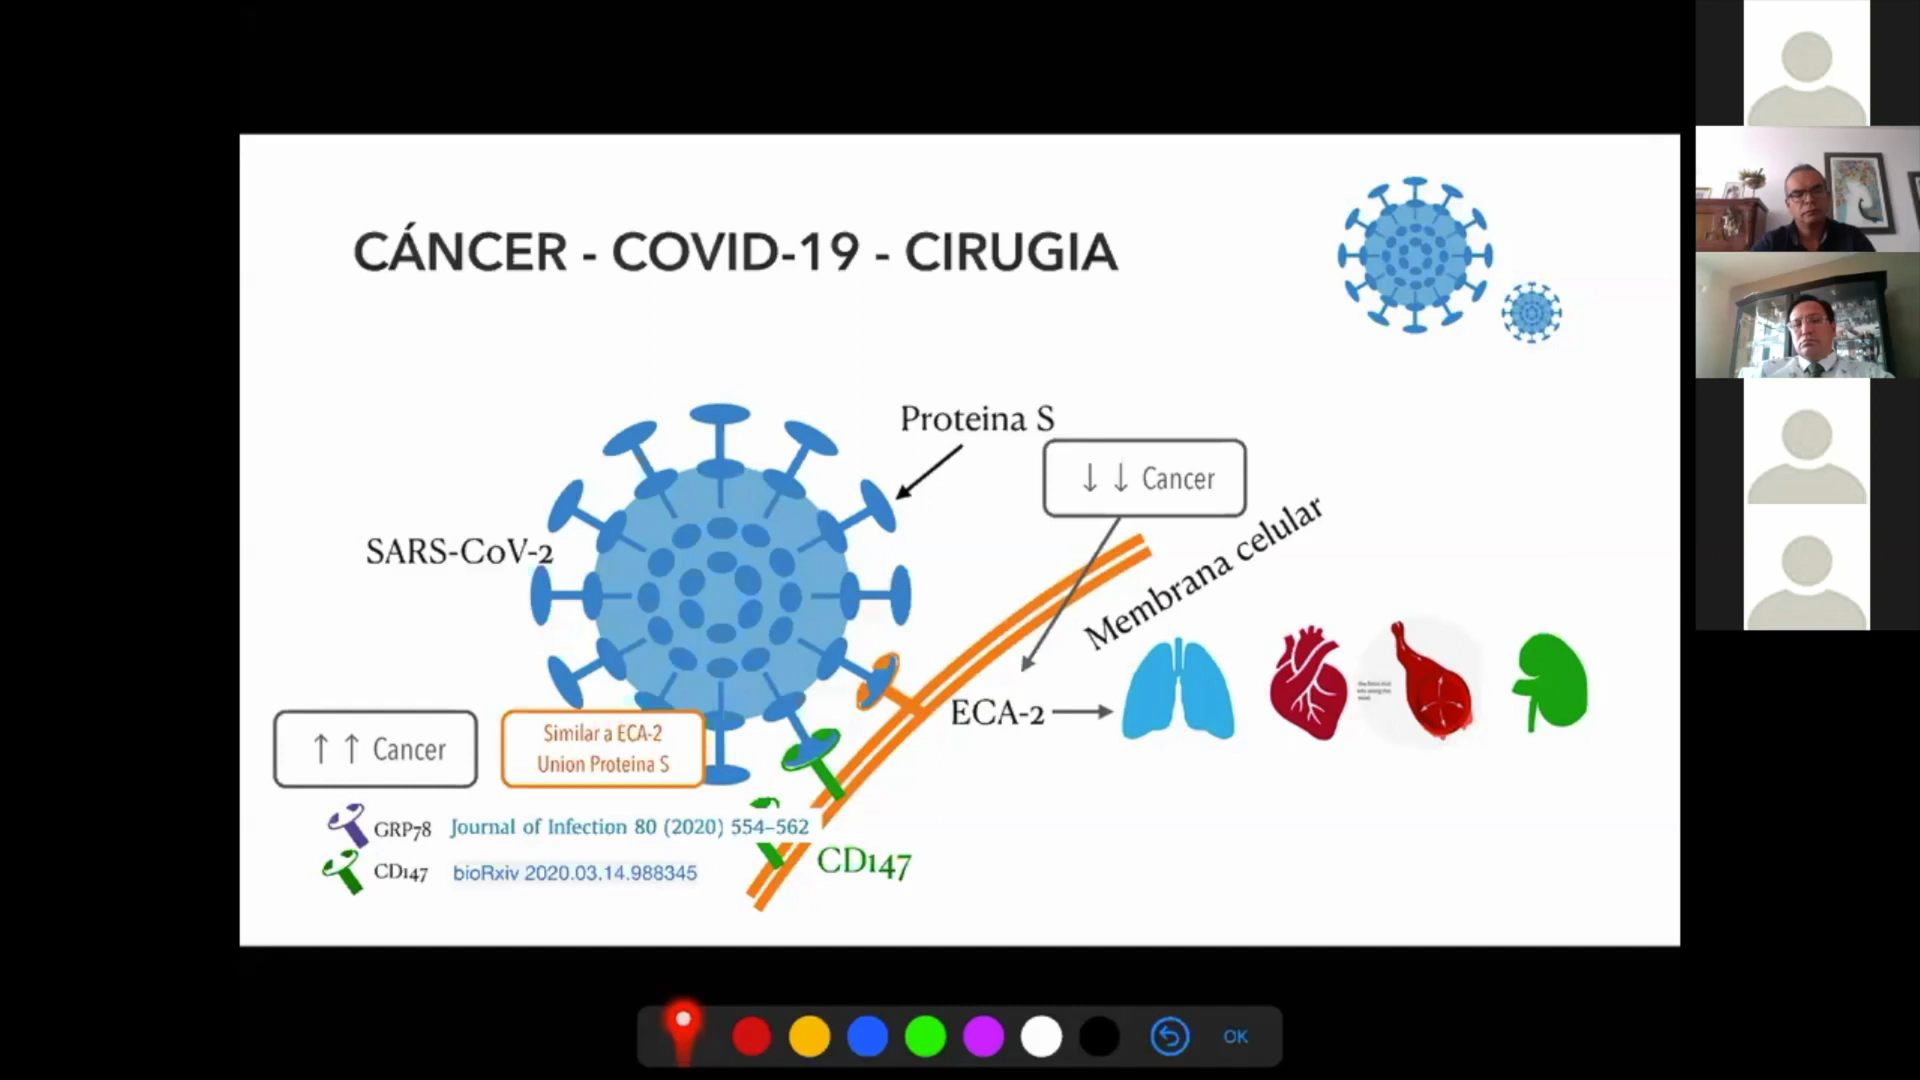 CÁNCER - COVID-19 - CIRUGIA
Proteina S
↓ ↓ Cancer
SARS-CoV-2
Membrana celular
ECA-2
↑ ↑ Cancer
Similar a ECA-2
Union Proteina S
GRP78 Journal of Infection 80 (2020) 554–562
CD147 bioRxiv 2020.03.14.988345
CD147
OK